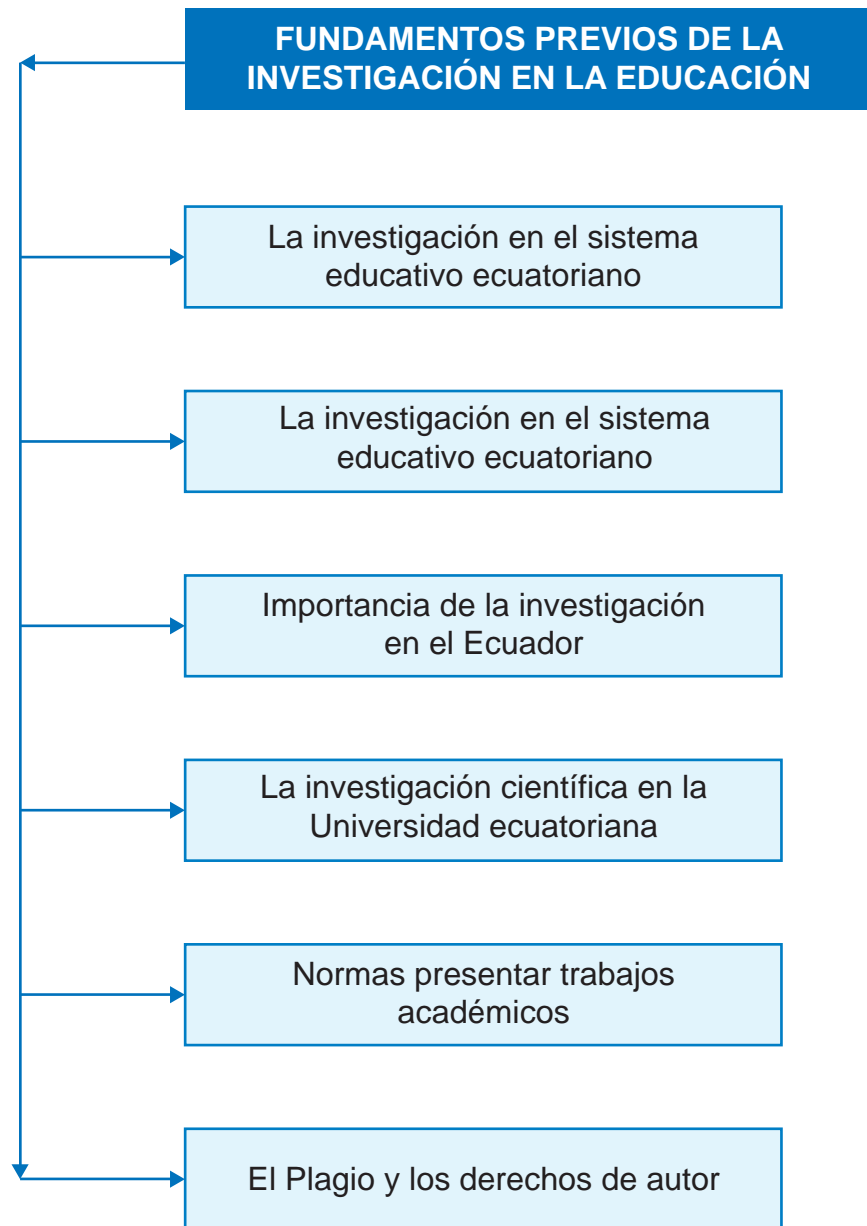 FUNDAMENTOS PREVIOS DE LA
INVESTIGACIÓN EN LA EDUCACIÓN
La investigación en el sistema
educativo ecuatoriano
La investigación en el sistema
educativo ecuatoriano
Importancia de la investigación
en el Ecuador
La investigación científica en la
Universidad ecuatoriana
Normas presentar trabajos
académicos
El Plagio y los derechos de autor